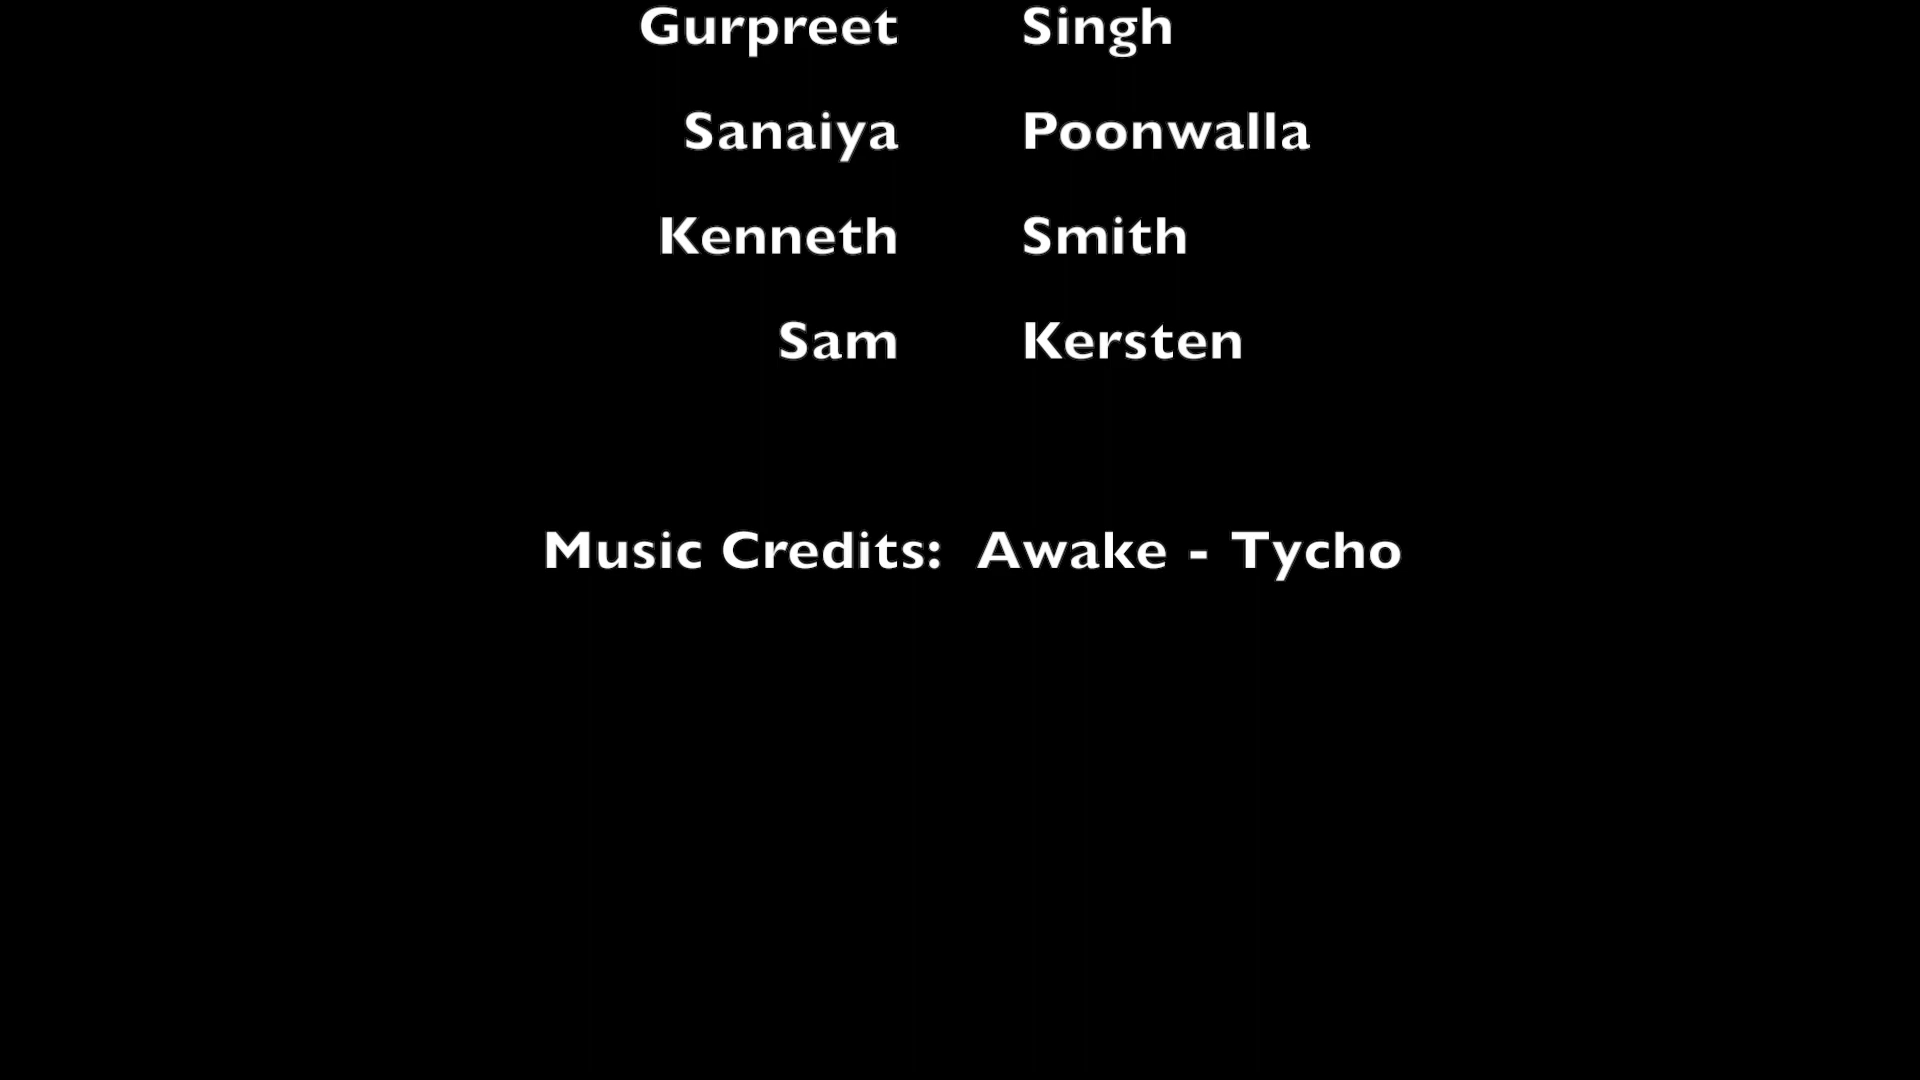 Gurpreet Singh
Sanaiya Poonwalla
Kenneth Smith
Sam Kersten
Music Credits: Awake - Tycho